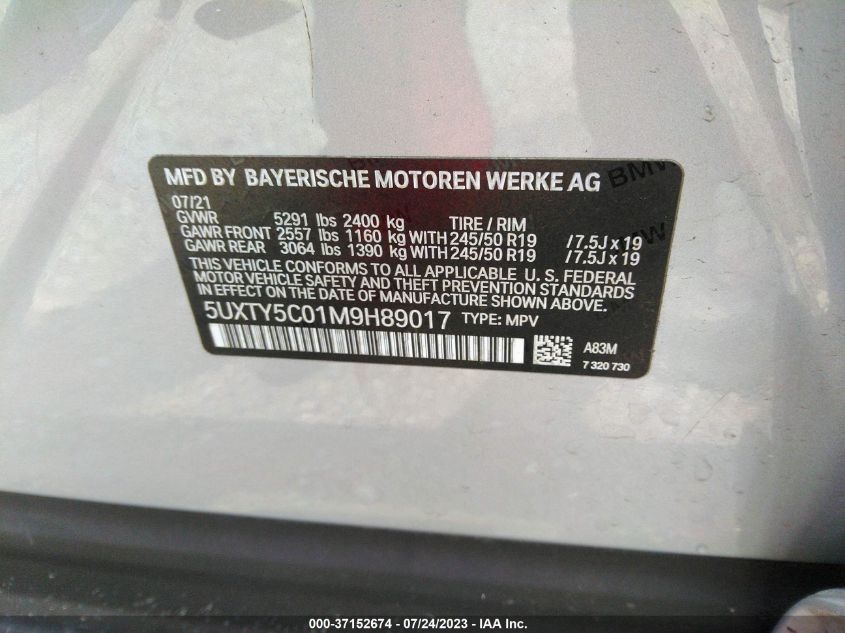 MFD BY BAYERISCHE MOTOREN WERKE AG
07/21
GVWR 5291 lbs 2400 kg TIRE / RIM
GAWR FRONT 2557 lbs 1160 kg WITH 245/50 R19 / 7.5J x 19
GAWR REAR 3064 lbs 1390 kg WITH 245/50 R19 / 7.5J x 19
THIS VEHICLE CONFORMS TO ALL APPLICABLE U. S. FEDERAL
MOTOR VEHICLE SAFETY AND THEFT PREVENTION STANDARDS
IN EFFECT ON THE DATE OF MANUFACTURE SHOWN ABOVE.
5UXTY5C01M9H89017 TYPE: MPV
A83M
7 320 730
BMW
BMW
000-37152674 - 07/24/2023 - IAA Inc.